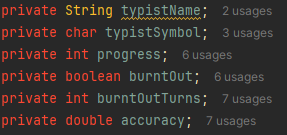 private String typistName; 2 usages
private char typistSymbol; 3 usages
private int progress; 6 usages
private boolean burntOut; 6 usages
private int burntOutTurns; 7 usages
private double accuracy; 7 usages